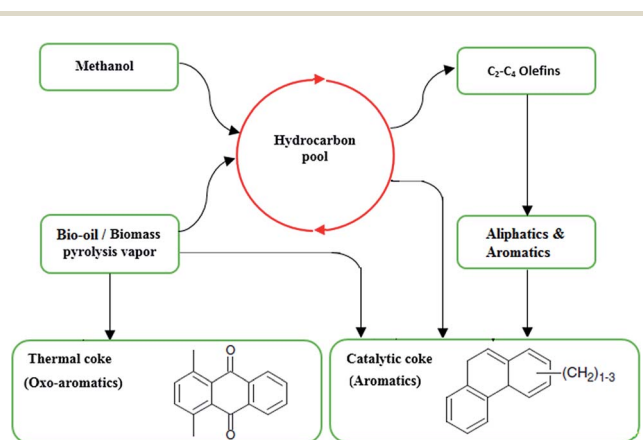 Methanol
C₂-C₄ Olefins
Hydrocarbon
pool
Bio-oil / Biomass
pyrolysis vapor
Aliphatics &
Aromatics
Thermal coke
(Oxo-aromatics)
O
O
Catalytic coke
(Aromatics)
(CH₂)₁₋₃